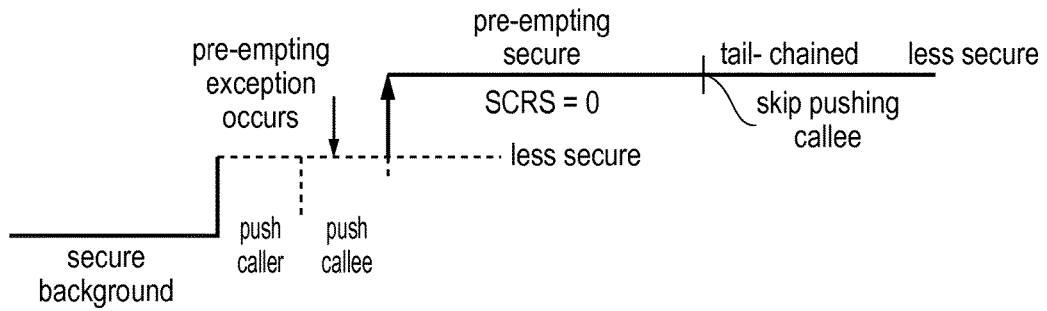 pre-empting
exception
occurs
pre-empting
secure
SCRS = 0
tail- chained
less secure
skip pushing
callee
less secure
push
caller
push
callee
secure
background